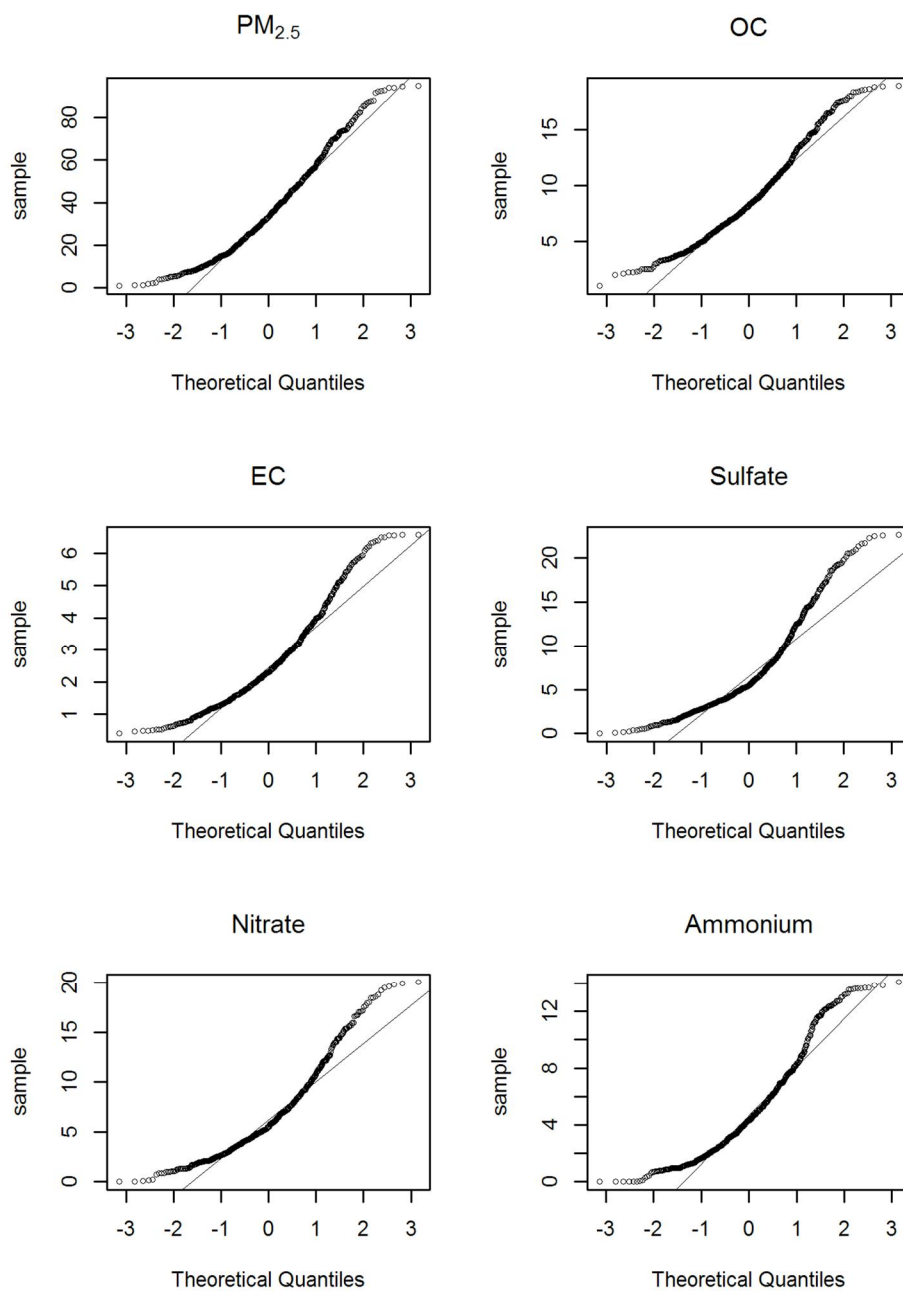 PM2.5
OC
sample
0 20 40 60 80
-3 -2 -1 0 1 2 3
Theoretical Quantiles
sample
5 10 15
-3 -2 -1 0 1 2 3
Theoretical Quantiles
EC
Sulfate
sample
1 2 3 4 5 6
-3 -2 -1 0 1 2 3
Theoretical Quantiles
sample
0 5 10 15 20
-3 -2 -1 0 1 2 3
Theoretical Quantiles
Nitrate
Ammonium
sample
0 5 10 15 20
-3 -2 -1 0 1 2 3
Theoretical Quantiles
sample
0 4 8 12
-3 -2 -1 0 1 2 3
Theoretical Quantiles